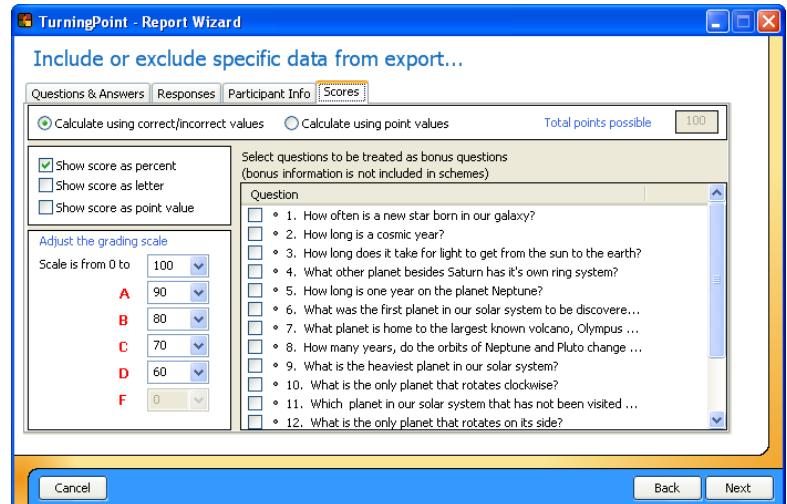 TurningPoint - Report Wizard
Include or exclude specific data from export...
Questions & Answers Responses Participant Info Scores
Calculate using correct/incorrect values Calculate using point values Total points possible 100
Show score as percent
Show score as letter
Show score as point value
Adjust the grading scale
Scale is from 0 to 100
A 90
B 80
C 70
D 60
F 0
Select questions to be treated as bonus questions
(bonus information is not included in schemes)
Question
1. How often is a new star born in our galaxy?
2. How long is a cosmic year?
3. How long does it take for light to get from the sun to the earth?
4. What other planet besides Saturn has it's own ring system?
5. How long is one year on the planet Neptune?
6. What was the first planet in our solar system to be discovere...
7. What planet is home to the largest known volcano, Olympus ...
8. How many years, do the orbits of Neptune and Pluto change ...
9. What is the heaviest planet in our solar system?
10. What is the only planet that rotates clockwise?
11. Which planet in our solar system that has not been visited ...
12. What is the only planet that rotates on its side?
Cancel Back Next